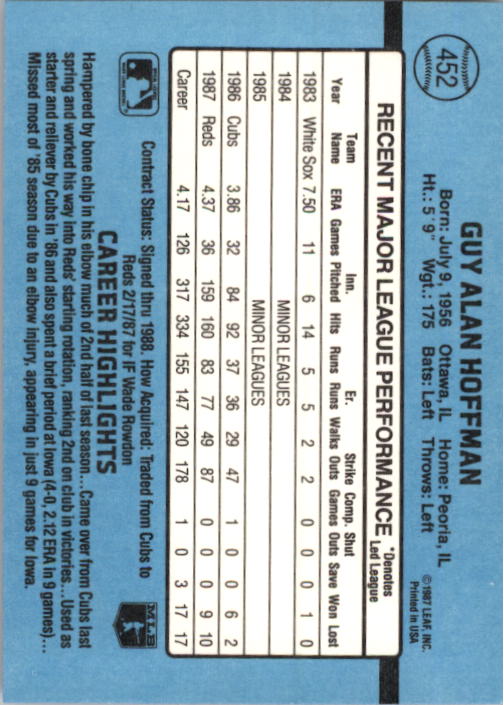 452
GUY ALAN HOFFMAN
Born: July 9, 1956 Ottawa, IL Home: Peoria, IL
Ht.: 5' 9" Wgt.: 175 Bats: Left Throws: Left
©1987 LEAF, INC.
Printed in USA
RECENT MAJOR LEAGUE PERFORMANCE *Denotes Led League
Team Inn. Er. Strike Comp. Shut
Year Name ERA Games Pitched Hits Runs Runs Walks Outs Games Outs Save Won Lost
1983 White Sox 7.50 11 6 14 5 5 2 2 0 0 0 1 0
1984 MINOR LEAGUES
1985 MINOR LEAGUES
1986 Cubs 3.86 32 84 92 37 36 29 47 1 0 0 6 2
1987 Reds 4.37 36 159 160 83 77 49 87 0 0 0 9 10
Career 4.17 126 317 334 155 147 120 178 1 0 3 17 17
Contract Status: Signed thru 1988. How Acquired: Traded from Cubs to
Reds 2/17/87 for IF Wade Rowdon
MLB
CAREER HIGHLIGHTS
Hampered by bone chip in his elbow much of 2nd half of last season...Came over from Cubs last
spring and worked his way into Reds' starting rotation, ranking 2nd on club in victories...Used as
starter and reliever by Cubs in '86 and also spent a brief period at Iowa (4-0, 2.12 ERA in 9 games)...
Missed most of '85 season due to an elbow injury, appearing in just 9 games for Iowa.